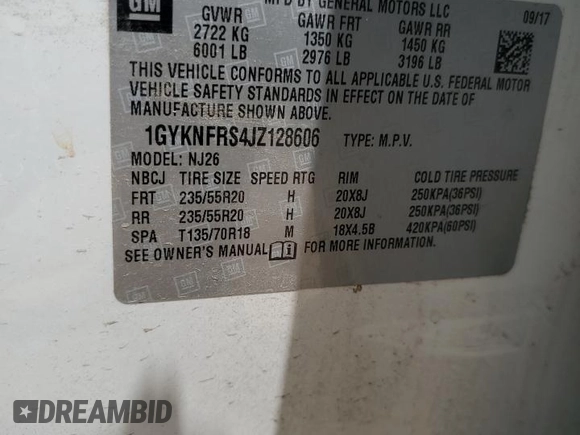 GM
MFD BY GENERAL MOTORS LLC
09/17
GVWR GAWR FRT GAWR RR
2722 KG 1350 KG 1450 KG
6001 LB 2976 LB 3196 LB
THIS VEHICLE CONFORMS TO ALL APPLICABLE U.S. FEDERAL MOTOR
VEHICLE SAFETY STANDARDS IN EFFECT ON THE DATE OF
MANUFACTURE SHOWN ABOVE.
1GYKNFRS4JZ128606 TYPE: M.P.V.
MODEL: NJ26
NBCJ TIRE SIZE SPEED RTG RIM COLD TIRE PRESSURE
FRT 235/55R20 H 20X8J 250KPA(36PSI)
RR 235/55R20 H 20X8J 250KPA(36PSI)
SPA T135/70R18 M 18X4.5B 420KPA(60PSI)
SEE OWNER'S MANUAL FOR MORE INFORMATION.
DREAMBID